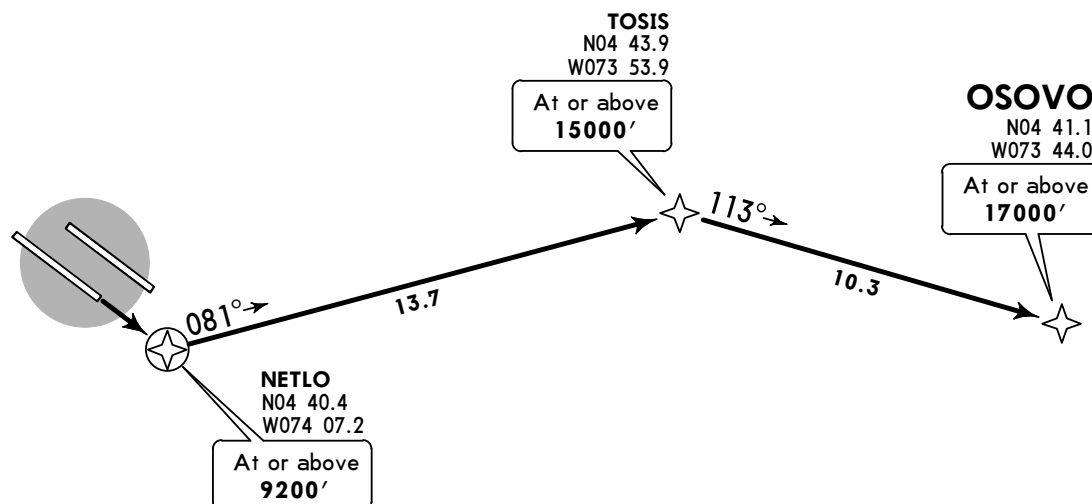 TOSIS
N04 43.9
W073 53.9
At or above
15000′
OSOVO
N04 41.1
W073 44.0
At or above
17000′
113°
10.3
081°
13.7
NETLO
N04 40.4
W074 07.2
At or above
9200′